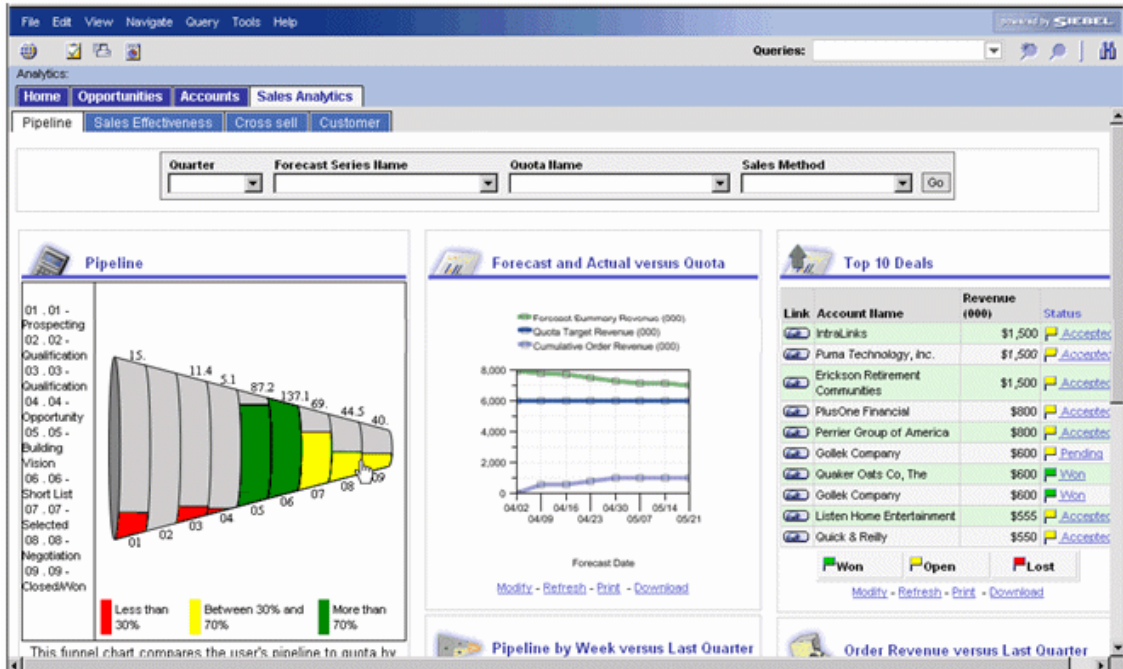 File Edit View Navigate Query Tools Help
powered by SIEBEL.
Queries:
Analytics:
Home Opportunities Accounts Sales Analytics
Pipeline Sales Effectiveness Cross sell Customer
Quarter Forecast Series Name Quota Name Sales Method
Go
Pipeline
01 . 01 -
Prospecting
02 . 02 -
Qualification
03 . 03 -
Qualification
04 . 04 -
Opportunity
05 . 05 -
Building
Vision
06 . 06 -
Short List
07 . 07 -
Selected
08 . 08 -
Negotiation
09 . 09 -
Closed/Won
15. 11.4 5.1 87.2 137.1 69. 44.5 40.
01 02 03 04 05 06 07 08 09
Less than
30%
Between 30% and
70%
More than
70%
This funnel chart compares the user's pipeline to quota by
Forecast and Actual versus Quota
Forecast Summary Revenue (000)
Quota Target Revenue (000)
Cumulative Order Revenue (000)
8,000
6,000
4,000
2,000
0
04/02 04/16 04/30 05/14
04/09 04/23 05/07 05/21
Forecast Date
Modify - Refresh - Print - Download
Pipeline by Week versus Last Quarter
Top 10 Deals
Link Account Name Revenue (000) Status
IntraLinks $1,500 Accepted
Puma Technology, Inc. $1,500 Accepted
Erickson Retirement Communities $1,500 Accepted
PlusOne Financial $800 Accepted
Perrier Group of America $800 Accepted
Gollek Company $600 Pending
Quaker Oats Co, The $600 Won
Gollek Company $600 Won
Listen Home Entertainment $555 Accepted
Quick & Reilly $550 Accepted
Won Open Lost
Modify - Refresh - Print - Download
Order Revenue versus Last Quarter